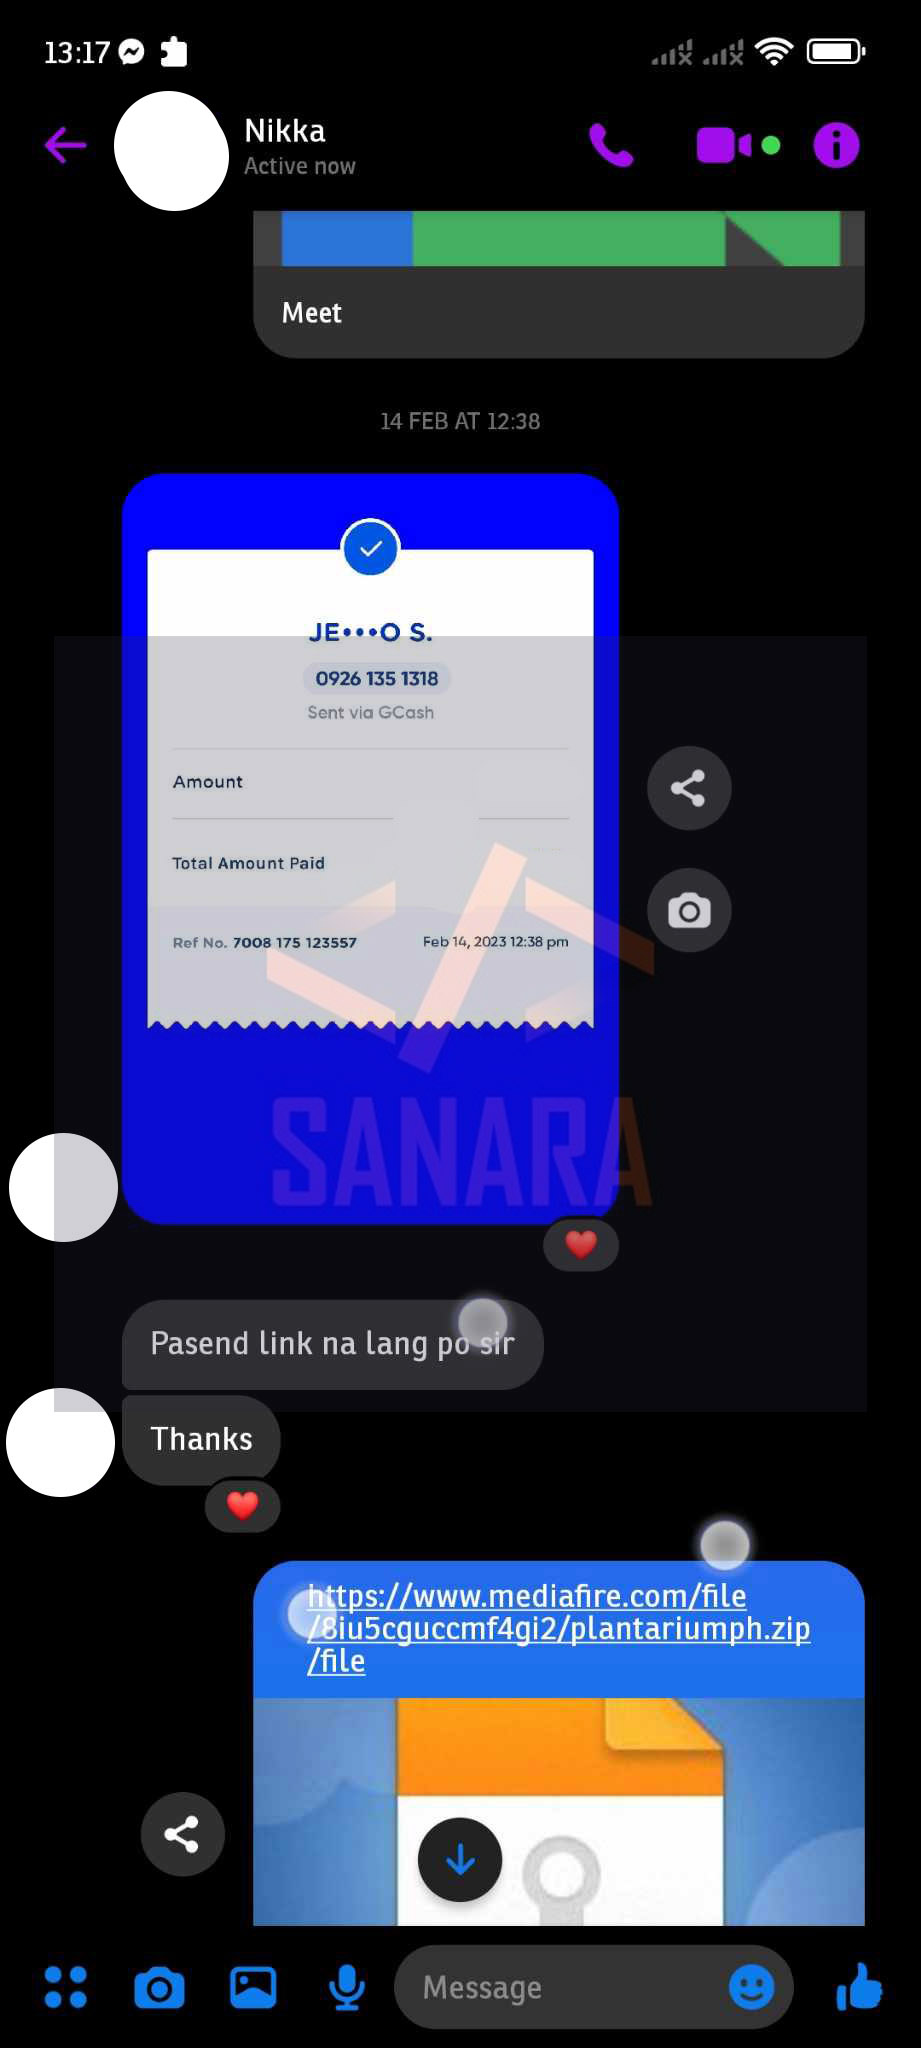 13:17
Nikka
Active now
Meet
14 FEB AT 12:38
JE•••O S.
0926 135 1318
Sent via GCash
Amount
Total Amount Paid
Ref No. 7008 175 123557 Feb 14, 2023 12:38 pm
SANARA
Pasend link na lang po sir
Thanks
https://www.mediafire.com/file
/8iu5cguccmf4gi2/plantariumph.zip
/file
Message